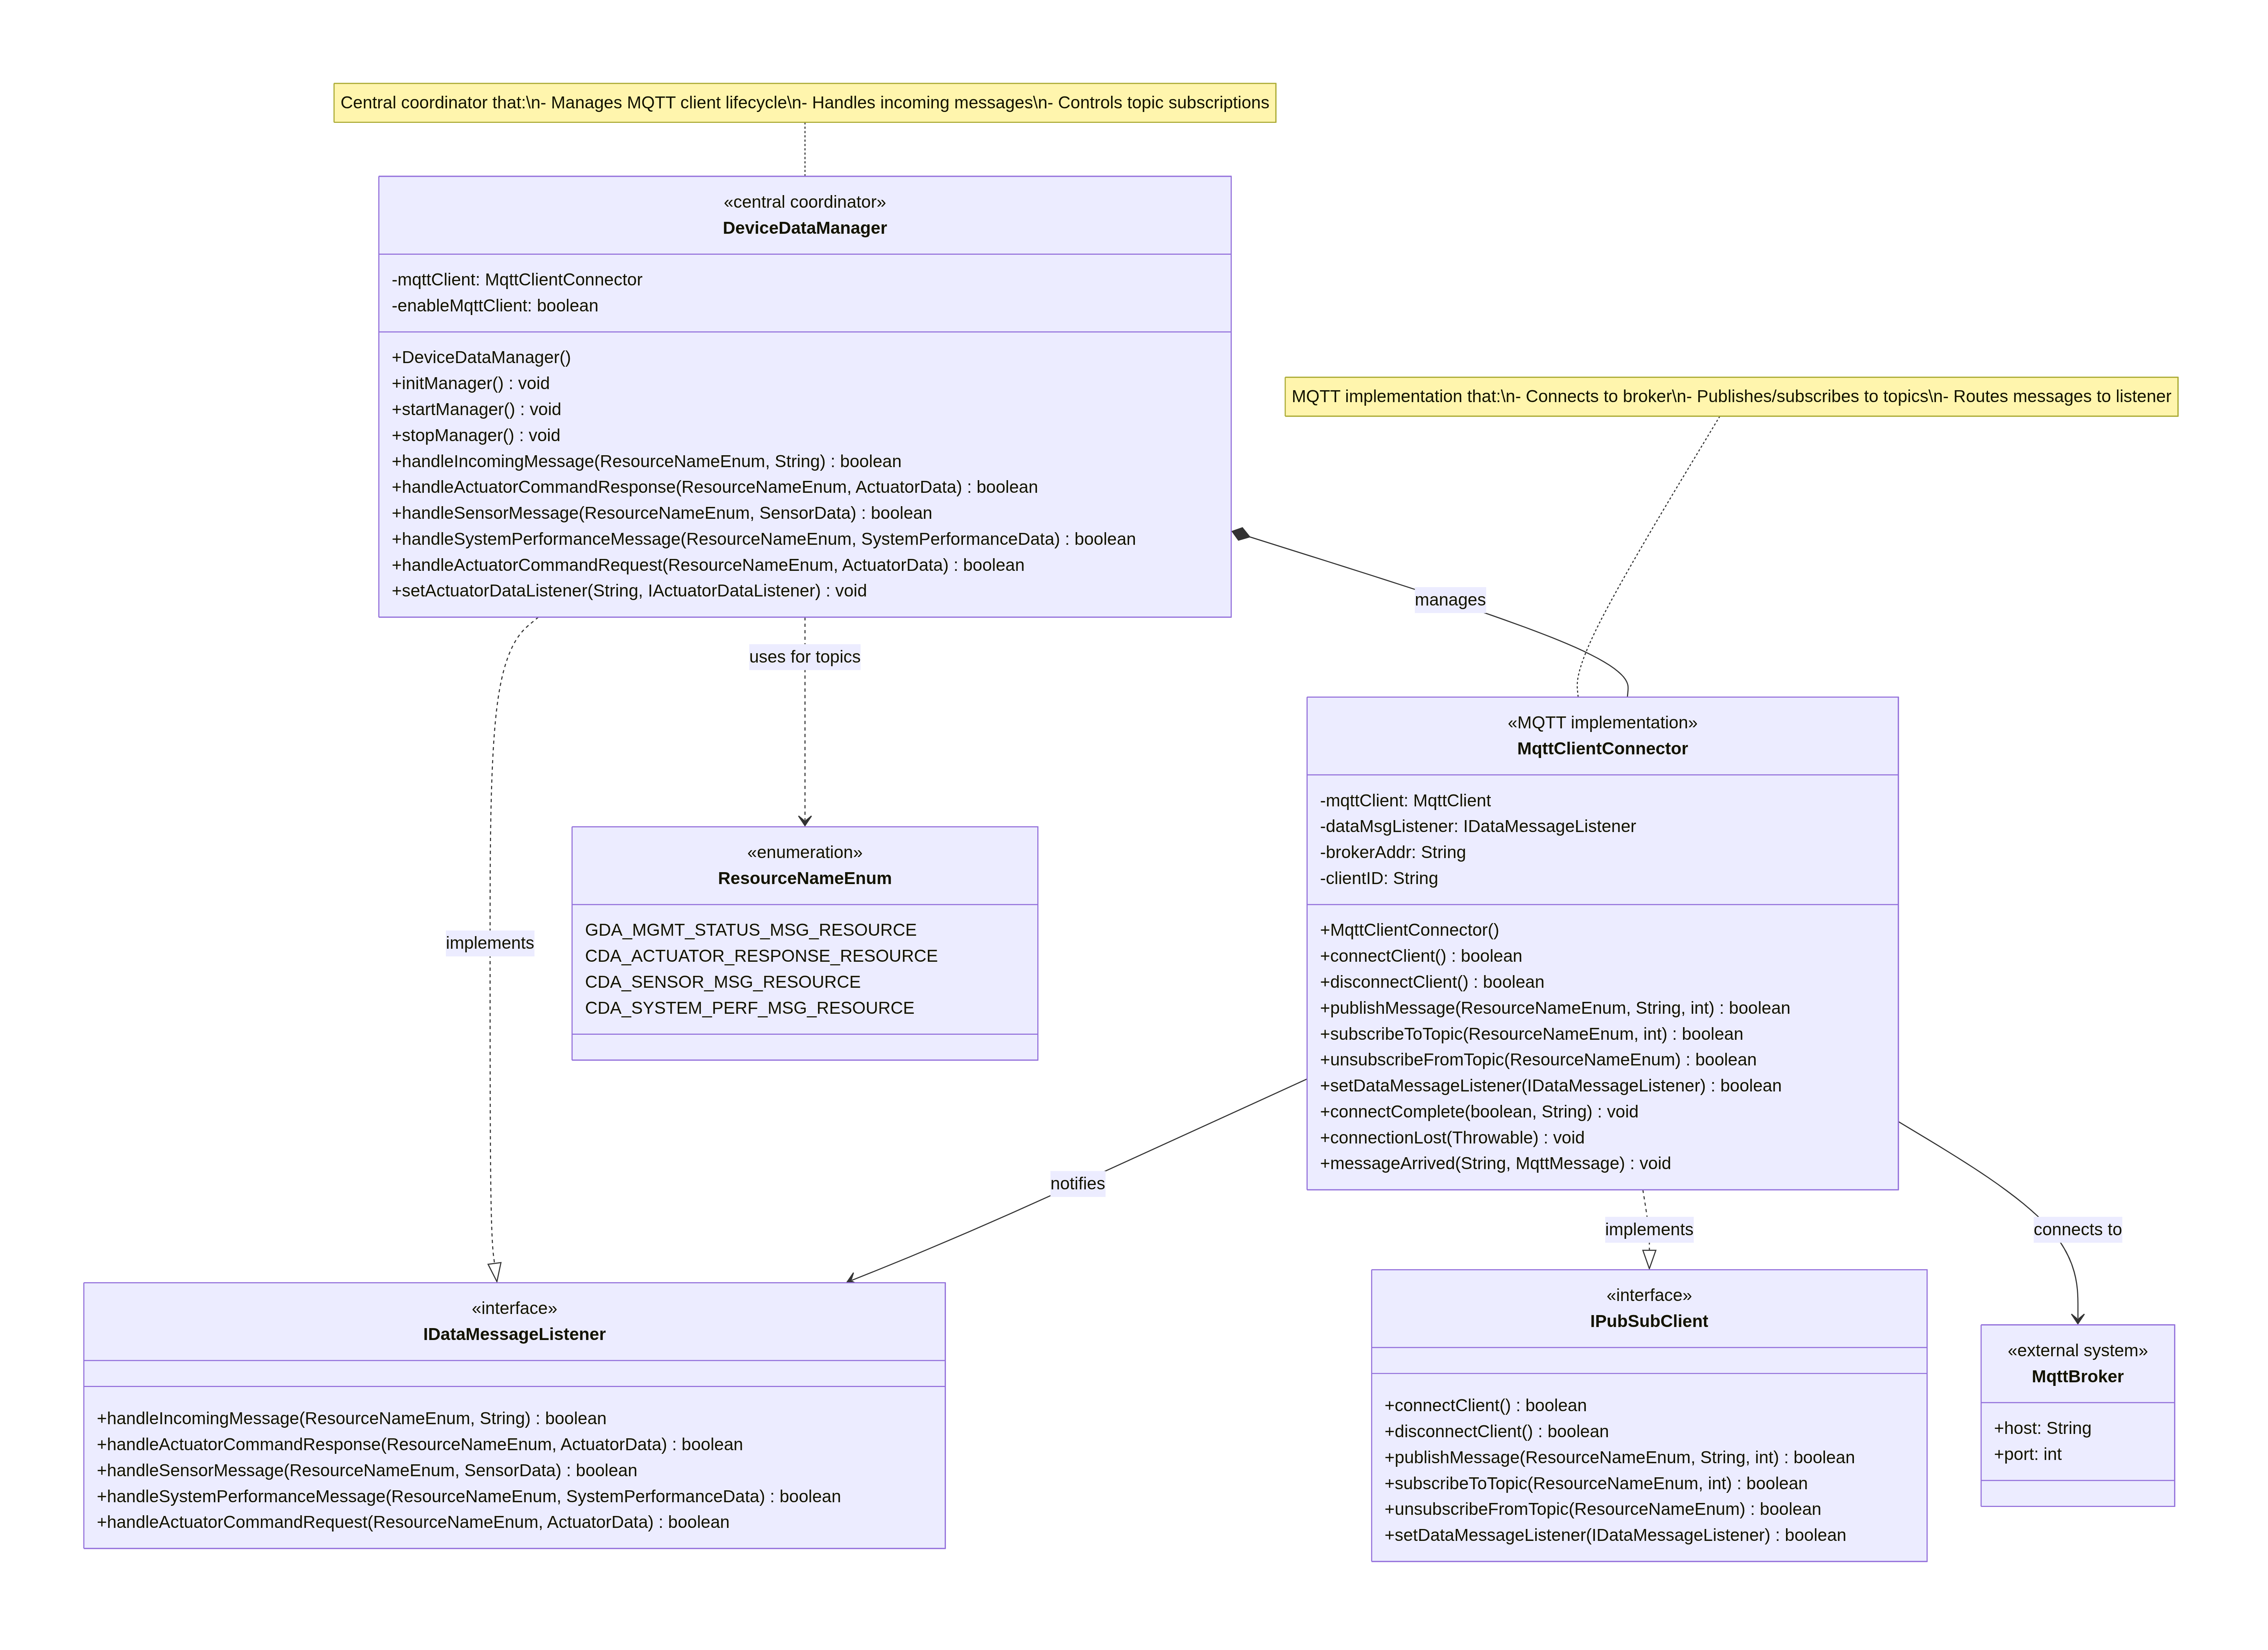 Central coordinator that:\n- Manages MQTT client lifecycle\n- Handles incoming messages\n- Controls topic subscriptions
«central coordinator»
DeviceDataManager
-mqttClient: MqttClientConnector
-enableMqttClient: boolean
+DeviceDataManager()
+initManager() : void
+startManager() : void
+stopManager() : void
+handleIncomingMessage(ResourceNameEnum, String) : boolean
+handleActuatorCommandResponse(ResourceNameEnum, ActuatorData) : boolean
+handleSensorMessage(ResourceNameEnum, SensorData) : boolean
+handleSystemPerformanceMessage(ResourceNameEnum, SystemPerformanceData) : boolean
+handleActuatorCommandRequest(ResourceNameEnum, ActuatorData) : boolean
+setActuatorDataListener(String, IActuatorDataListener) : void
MQTT implementation that:\n- Connects to broker\n- Publishes/subscribes to topics\n- Routes messages to listener
manages
uses for topics
«MQTT implementation»
MqttClientConnector
-mqttClient: MqttClient
-dataMsgListener: IDataMessageListener
-brokerAddr: String
-clientID: String
+MqttClientConnector()
+connectClient() : boolean
+disconnectClient() : boolean
+publishMessage(ResourceNameEnum, String, int) : boolean
+subscribeToTopic(ResourceNameEnum, int) : boolean
+unsubscribeFromTopic(ResourceNameEnum) : boolean
+setDataMessageListener(IDataMessageListener) : boolean
+connectComplete(boolean, String) : void
+connectionLost(Throwable) : void
+messageArrived(String, MqttMessage) : void
«enumeration»
ResourceNameEnum
GDA_MGMT_STATUS_MSG_RESOURCE
CDA_ACTUATOR_RESPONSE_RESOURCE
CDA_SENSOR_MSG_RESOURCE
CDA_SYSTEM_PERF_MSG_RESOURCE
implements
notifies
implements
connects to
«interface»
IDataMessageListener
+handleIncomingMessage(ResourceNameEnum, String) : boolean
+handleActuatorCommandResponse(ResourceNameEnum, ActuatorData) : boolean
+handleSensorMessage(ResourceNameEnum, SensorData) : boolean
+handleSystemPerformanceMessage(ResourceNameEnum, SystemPerformanceData) : boolean
+handleActuatorCommandRequest(ResourceNameEnum, ActuatorData) : boolean
«interface»
IPubSubClient
+connectClient() : boolean
+disconnectClient() : boolean
+publishMessage(ResourceNameEnum, String, int) : boolean
+subscribeToTopic(ResourceNameEnum, int) : boolean
+unsubscribeFromTopic(ResourceNameEnum) : boolean
+setDataMessageListener(IDataMessageListener) : boolean
«external system»
MqttBroker
+host: String
+port: int